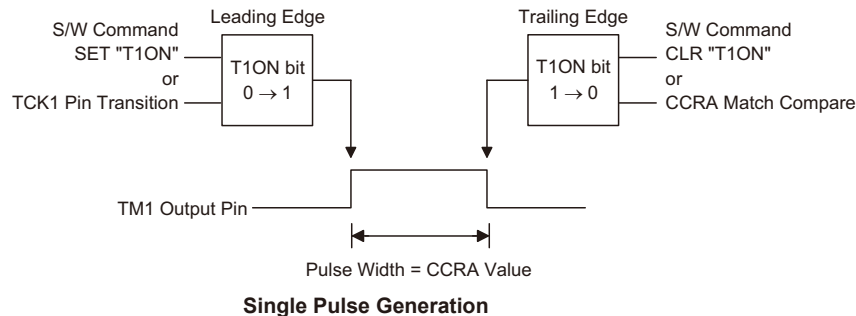 Leading Edge
S/W Command
SET "T1ON"
or
TCK1 Pin Transition
T1ON bit
0 → 1
Trailing Edge
T1ON bit
1 → 0
S/W Command
CLR "T1ON"
or
CCRA Match Compare
TM1 Output Pin
Pulse Width = CCRA Value
Single Pulse Generation